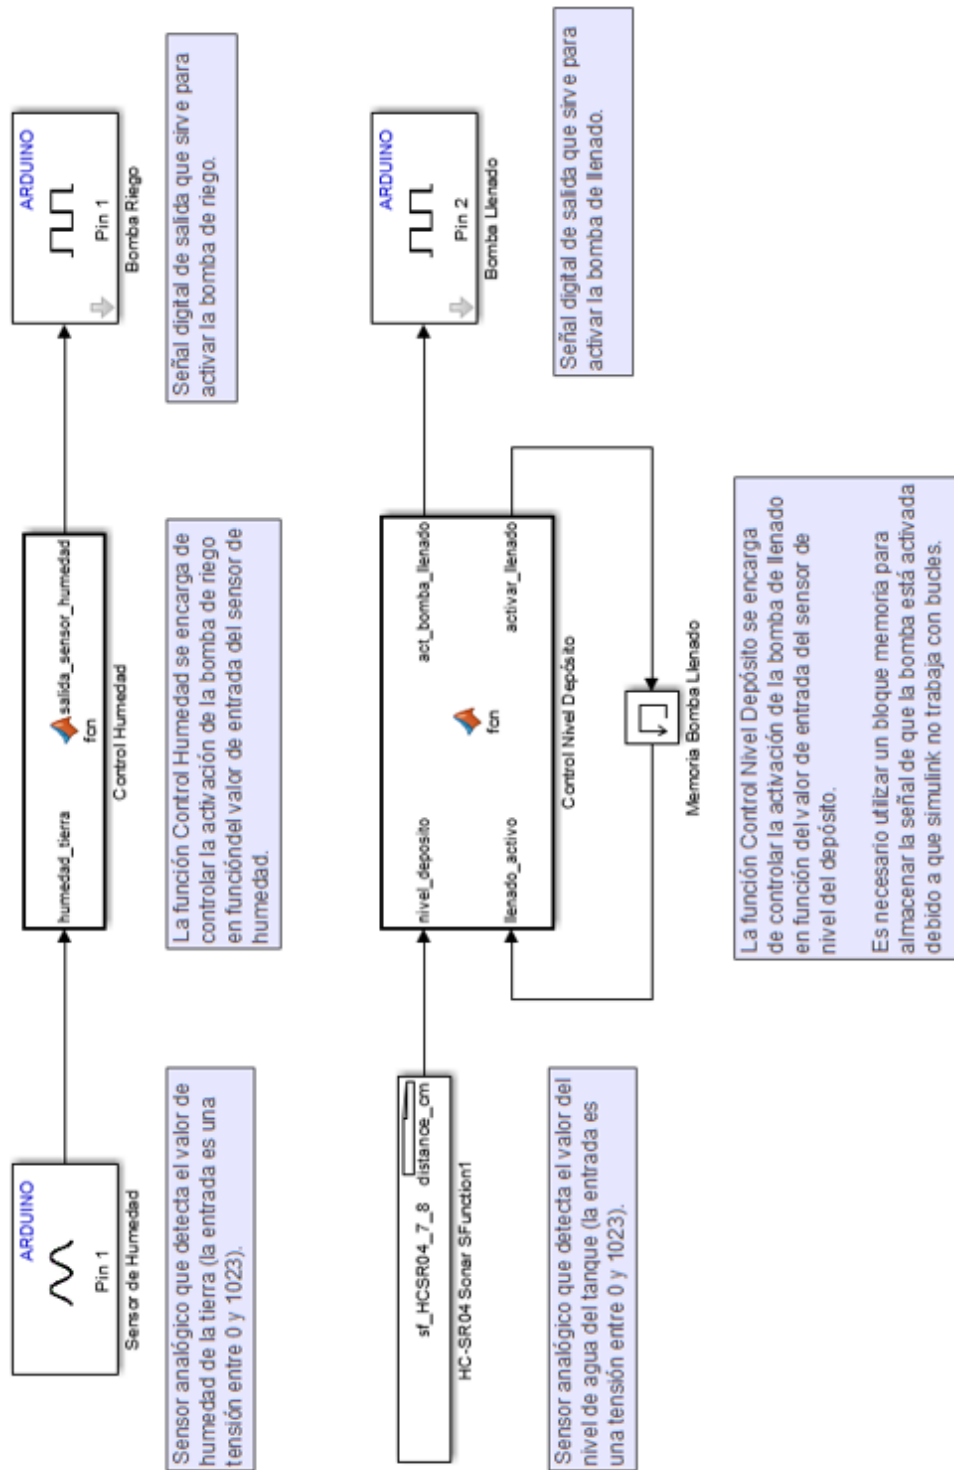 ARDUINO
Pin 1
Sensor de Humedad
Sensor analógico que detecta el valor de
humedad de la tierra (la entrada es una
tensión entre 0 y 1023).
humedad_tierra
salida_sensor_humedad
fcn
Control Humedad
La función Control Humedad se encarga de
controlar la activación de la bomba de riego
en funcióndel valor de entrada del sensor de
humedad.
ARDUINO
Pin 1
Bomba Riego
Señal digital de salida que sirve para
activar la bomba de riego.
sf_HCSR04_7_8
distance_cm
HC-SR04 Sonar SFunction1
Sensor analógico que detecta el valor del
nivel de agua del tanque (la entrada es
una tensión entre 0 y 1023).
nivel_deposito
act_bomba_llenado
fcn
llenado_activo
activar_llenado
Control Nivel Depósito
Memoria Bomba Llenado
La función Control Nivel Depósito se encarga
de controlar la activación de la bomba de llenado
en función del valor de entrada del sensor de
nivel del depósito.
Es necesario utilizar un bloque memoria para
almacenar la señal de que la bomba está activada
debido a que simulink no trabaja con bucles.
ARDUINO
Pin 2
Bomba Llenado
Señal digital de salida que sirve para
activar la bomba de llenado.